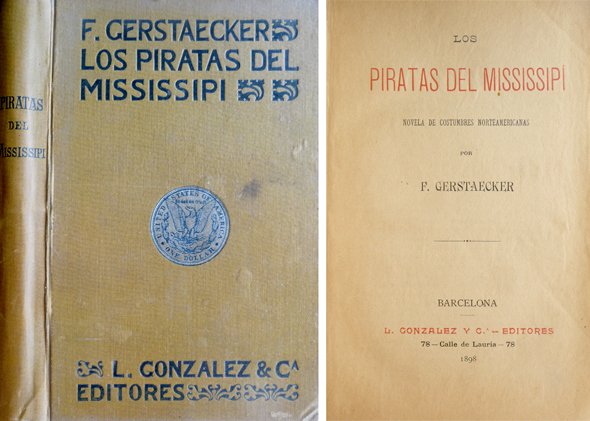 PIRATAS
DEL
MISSISSIPI
F. GERSTAECKER
LOS PIRATAS DEL
MISSISSIPI
UNITED STATES OF AMERICA
ONE DOLLAR
L. GONZALEZ & Cᴬ
EDITORES
LOS
PIRATAS DEL MISSISSIPÍ
NOVELA DE COSTUMBRES NORTEAMERICANAS
POR
F. GERSTAECKER
BARCELONA
L. GONZALEZ Y C.ᵃ — EDITORES
78 — Calle de Lauria — 78
1898